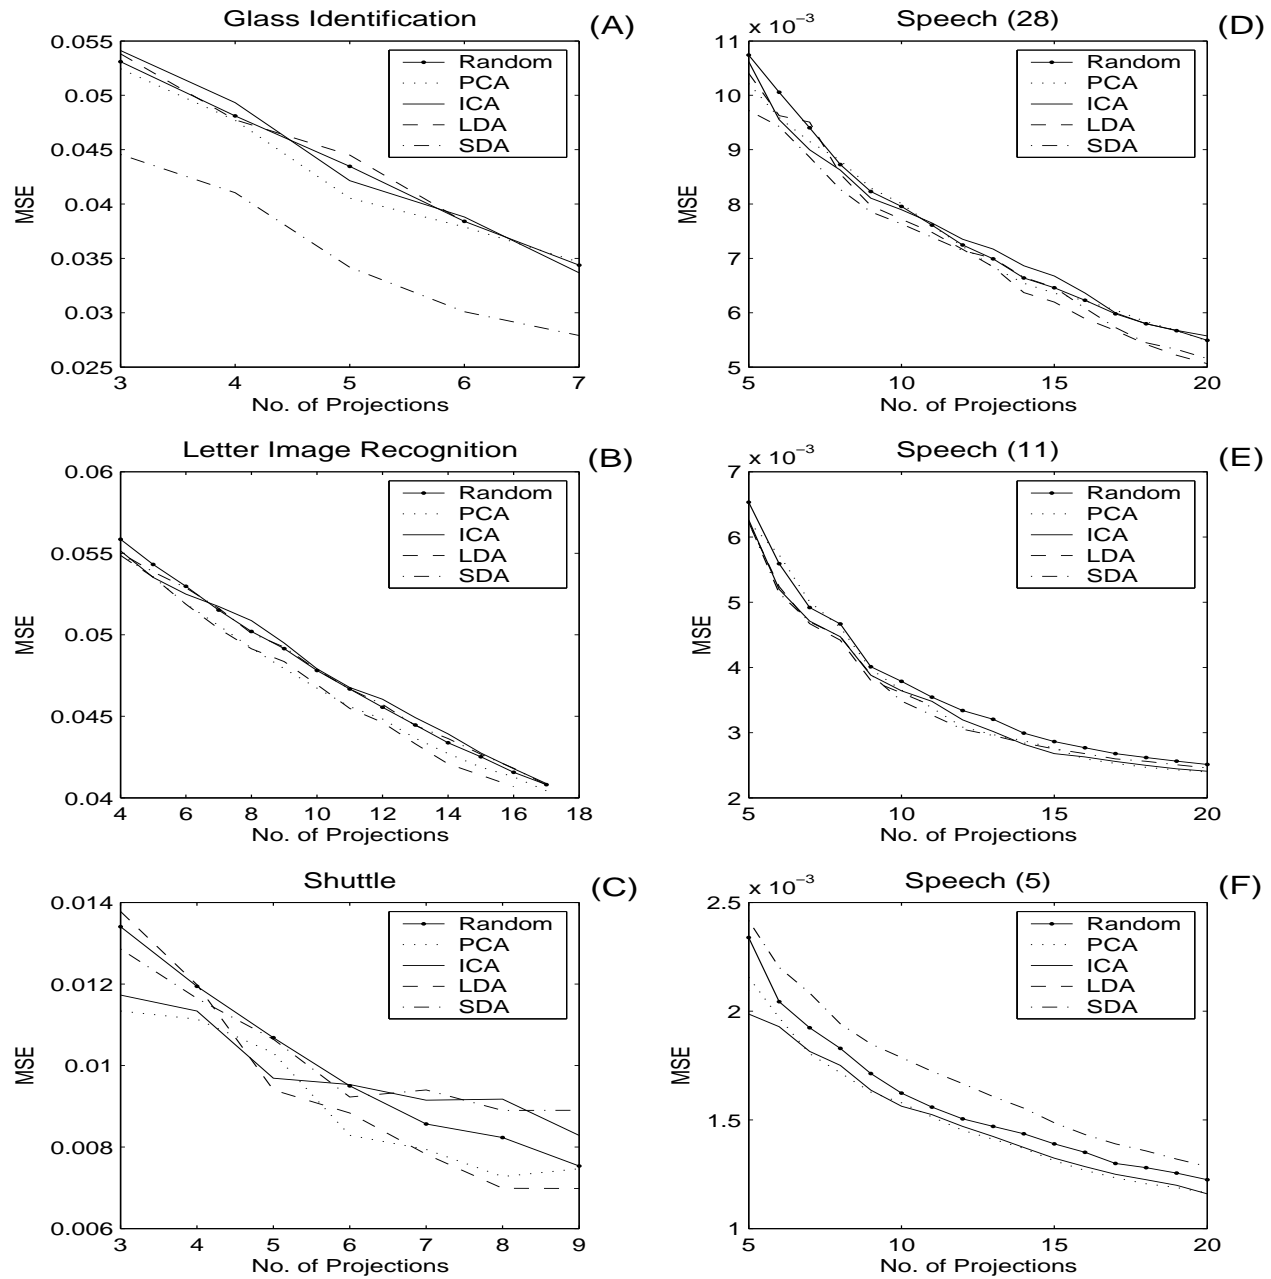 Glass Identification
(A)
0.055
0.05
0.045
0.04
0.035
0.03
0.025
MSE
3 4 5 6 7
No. of Projections
Random
PCA
ICA
LDA
SDA
Speech (28)
(D)
x 10⁻³
11
10
9
8
7
6
5
MSE
5 10 15 20
No. of Projections
Random
PCA
ICA
LDA
SDA
Letter Image Recognition
(B)
0.06
0.055
0.05
0.045
0.04
MSE
4 6 8 10 12 14 16 18
No. of Projections
Random
PCA
ICA
LDA
SDA
Speech (11)
(E)
x 10⁻³
7
6
5
4
3
2
MSE
5 10 15 20
No. of Projections
Random
PCA
ICA
LDA
SDA
Shuttle
(C)
0.014
0.012
0.01
0.008
0.006
MSE
3 4 5 6 7 8 9
No. of Projections
Random
PCA
ICA
LDA
SDA
Speech (5)
(F)
x 10⁻³
2.5
2
1.5
1
MSE
5 10 15 20
No. of Projections
Random
PCA
ICA
LDA
SDA